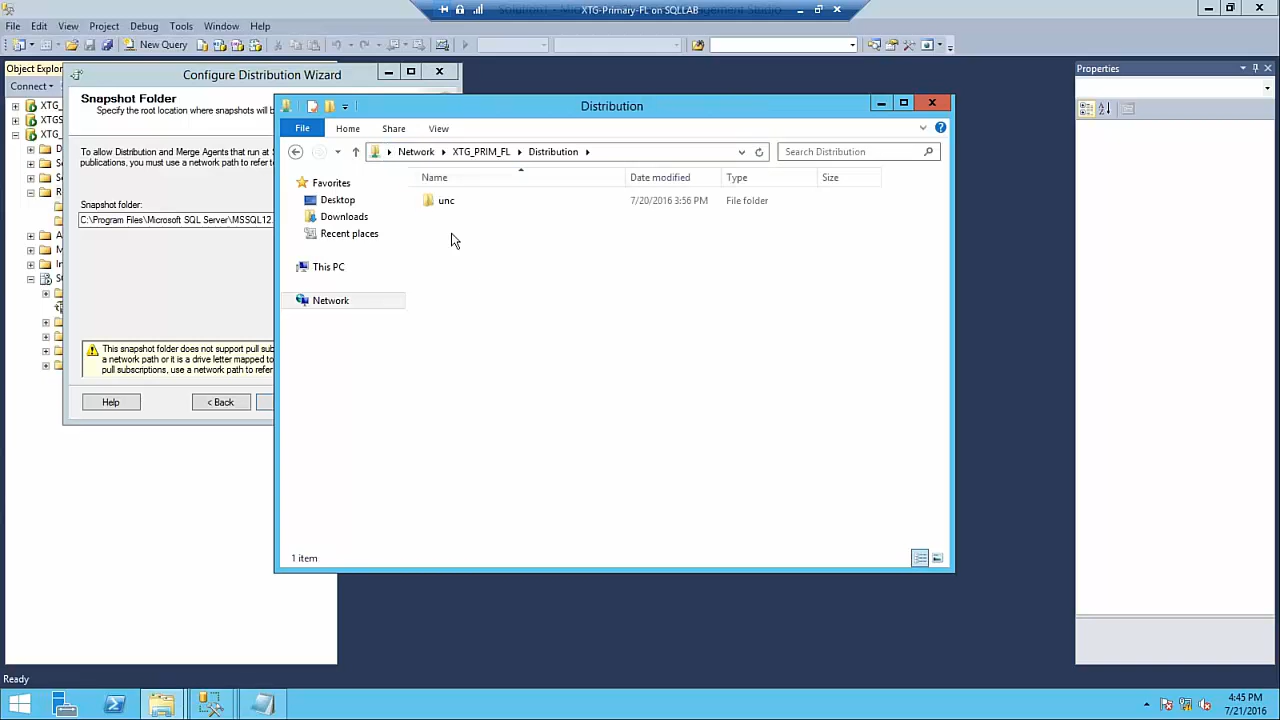 XTG-Primary-FL on SQLLAB
File Edit View Project Debug Tools Window Help
New Query
Object Explor
Connect
XTG_
XTGS
XTG_
Configure Distribution Wizard
Snapshot Folder
Specify the root location where snapshots will b
To allow Distribution and Merge Agents that run at S
publications, you must use a network path to refer to
Snapshot folder:
C:\Program Files\Microsoft SQL Server\MSSQL12.
This snapshot folder does not support pull sub
a network path or it is a drive letter mapped to
pull subscriptions, use a network path to refer
Help
< Back
Distribution
File Home Share View
Network XTG_PRIM_FL Distribution
Search Distribution
Name Date modified Type Size
unc 7/20/2016 3:56 PM File folder
Favorites
Desktop
Downloads
Recent places
This PC
Network
1 item
Properties
Ready
4:45 PM
7/21/2016